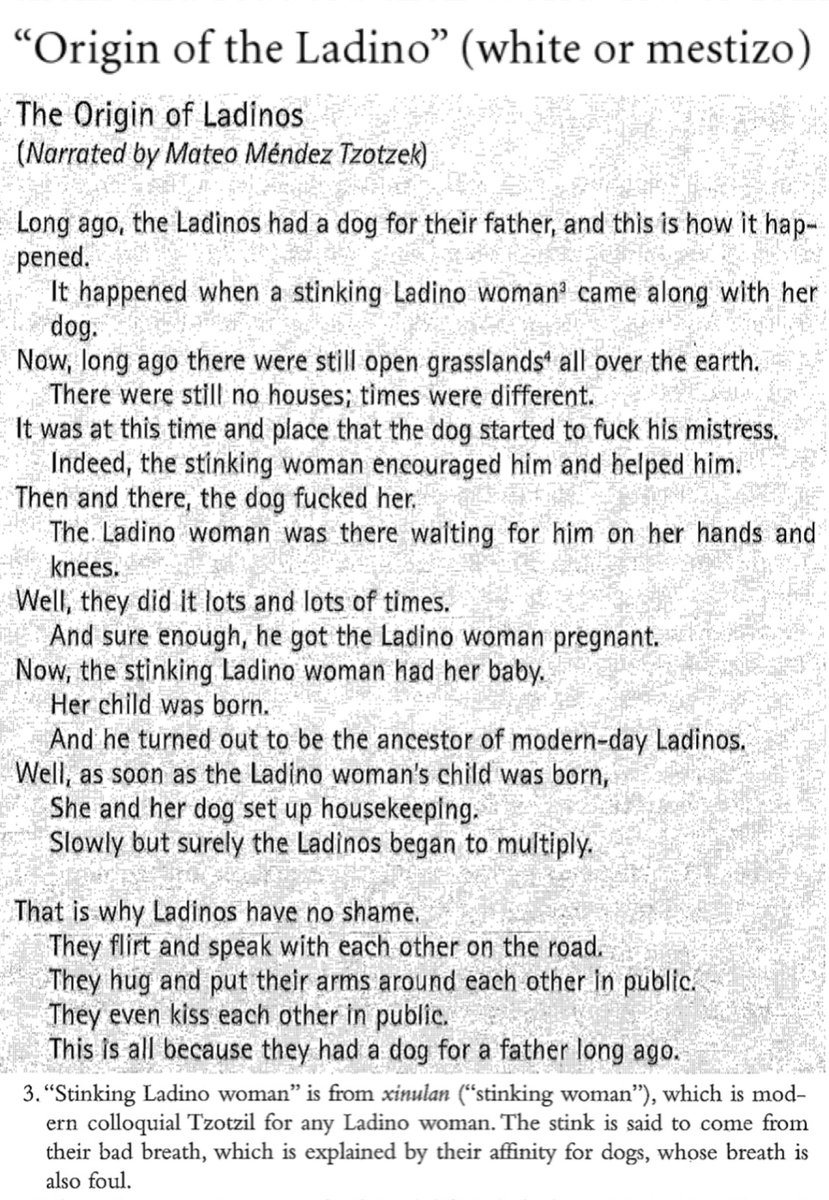 “Origin of the Ladino” (white or mestizo)
The Origin of Ladinos
(Narrated by Mateo Méndez Tzotzek)
Long ago, the Ladinos had a dog for their father, and this is how it hap-
pened.
It happened when a stinking Ladino woman³ came along with her
dog.
Now, long ago there were still open grasslands⁴ all over the earth.
There were still no houses; times were different.
It was at this time and place that the dog started to fuck his mistress.
Indeed, the stinking woman encouraged him and helped him.
Then and there, the dog fucked her.
The Ladino woman was there waiting for him on her hands and
knees.
Well, they did it lots and lots of times.
And sure enough, he got the Ladino woman pregnant.
Now, the stinking Ladino woman had her baby.
Her child was born.
And he turned out to be the ancestor of modern-day Ladinos.
Well, as soon as the Ladino woman's child was born,
She and her dog set up housekeeping.
Slowly but surely the Ladinos began to multiply.
That is why Ladinos have no shame.
They flirt and speak with each other on the road.
They hug and put their arms around each other in public.
They even kiss each other in public.
This is all because they had a dog for a father long ago.
3. “Stinking Ladino woman” is from xinulan (“stinking woman”), which is mod-
ern colloquial Tzotzil for any Ladino woman. The stink is said to come from
their bad breath, which is explained by their affinity for dogs, whose breath is
also foul.